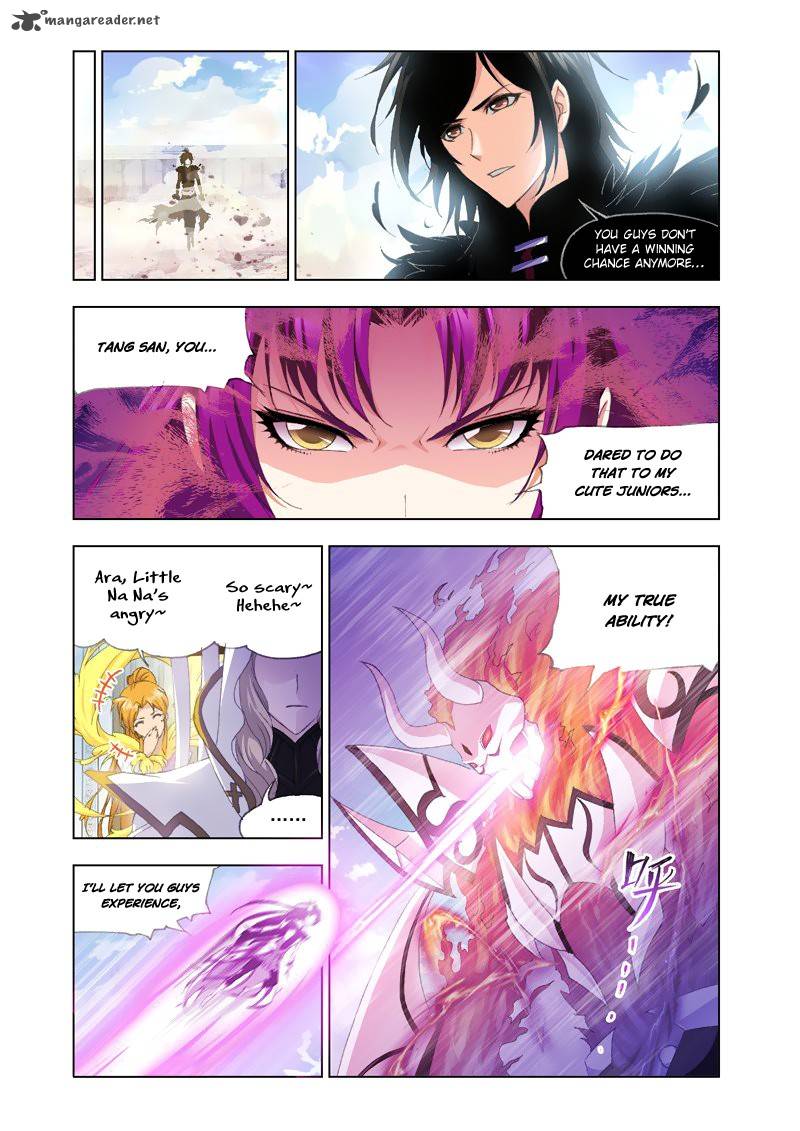 mangareader.net
YOU GUYS DON'T
HAVE A WINNING
CHANCE ANYMORE...
TANG SAN, YOU...
DARED TO DO
THAT TO MY
CUTE JUNIORS...
Ara, Little
Na Na's
angry~
So scary~
Hehehe~
......
MY TRUE
ABILITY!
呼......
I'LL LET YOU GUYS
EXPERIENCE,